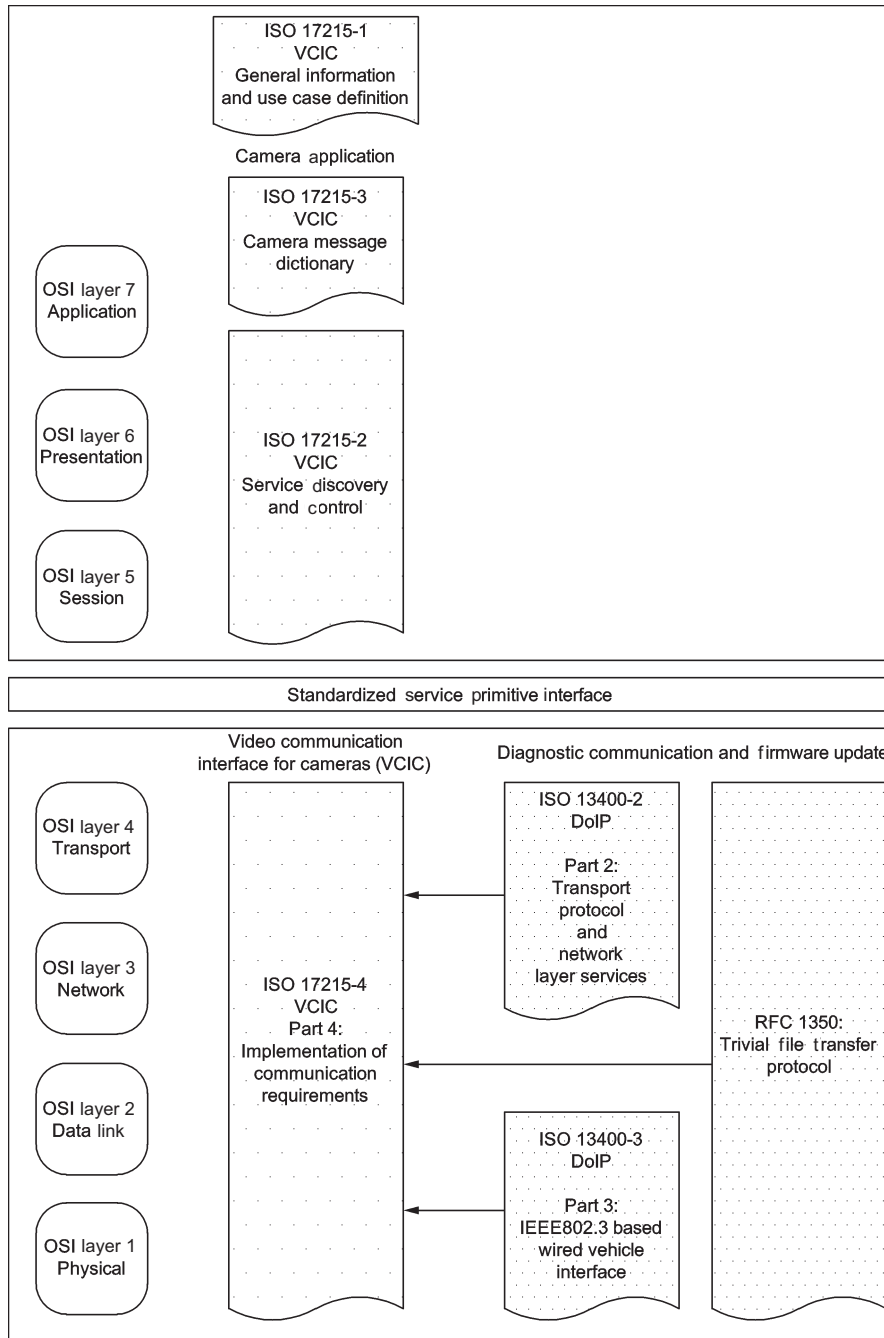 ISO 17215-1
VCIC
General information
and use case definition
Camera application
ISO 17215-3
VCIC
Camera message
dictionary
OSI layer 7
Application
OSI layer 6
Presentation
ISO 17215-2
VCIC
Service discovery
and control
OSI layer 5
Session
Standardized service primitive interface
Video communication
interface for cameras (VCIC)
Diagnostic communication and firmware update
OSI layer 4
Transport
ISO 13400-2
DoIP
Part 2:
Transport
protocol
and
network
layer services
OSI layer 3
Network
ISO 17215-4
VCIC
Part 4:
Implementation of
communication
requirements
RFC 1350:
Trivial file transfer
protocol
OSI layer 2
Data link
ISO 13400-3
DoIP
Part 3:
IEEE802.3 based
wired vehicle
interface
OSI layer 1
Physical